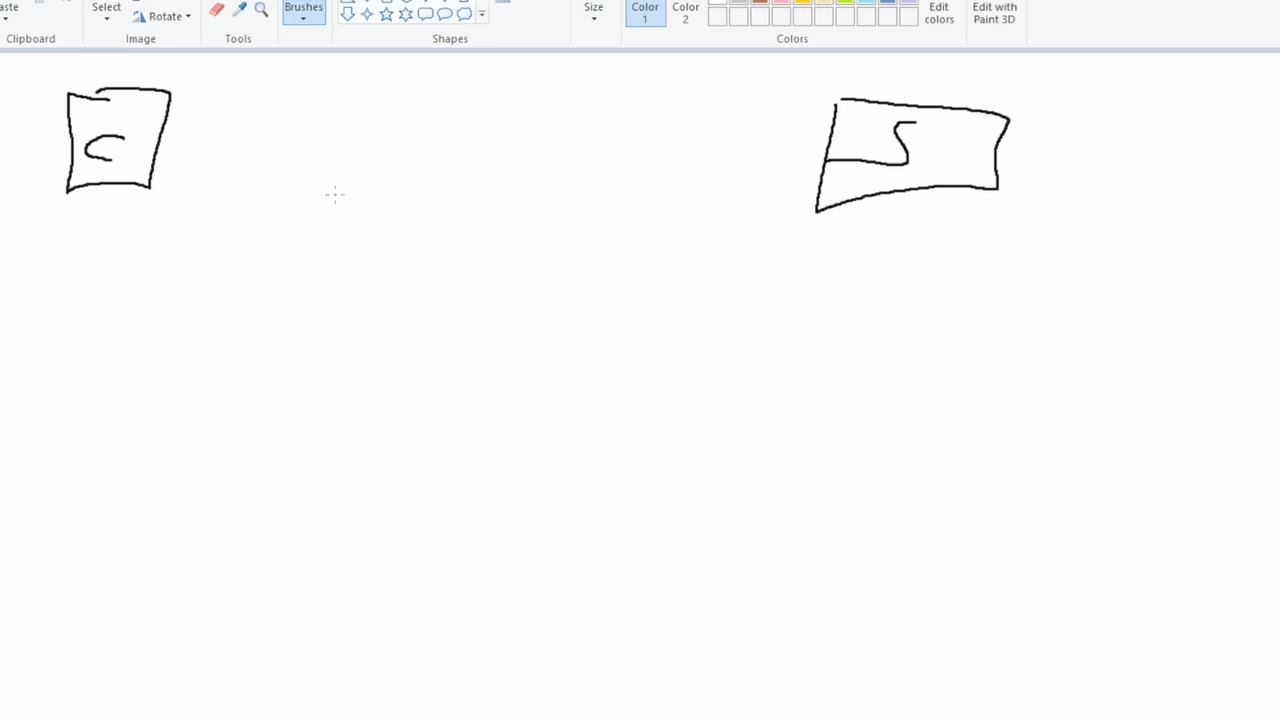 aste
Select
Rotate
Brushes
Size
Color
1
Color
2
Edit
colors
Edit with
Paint 3D
Clipboard
Image
Tools
Shapes
Colors
C
S